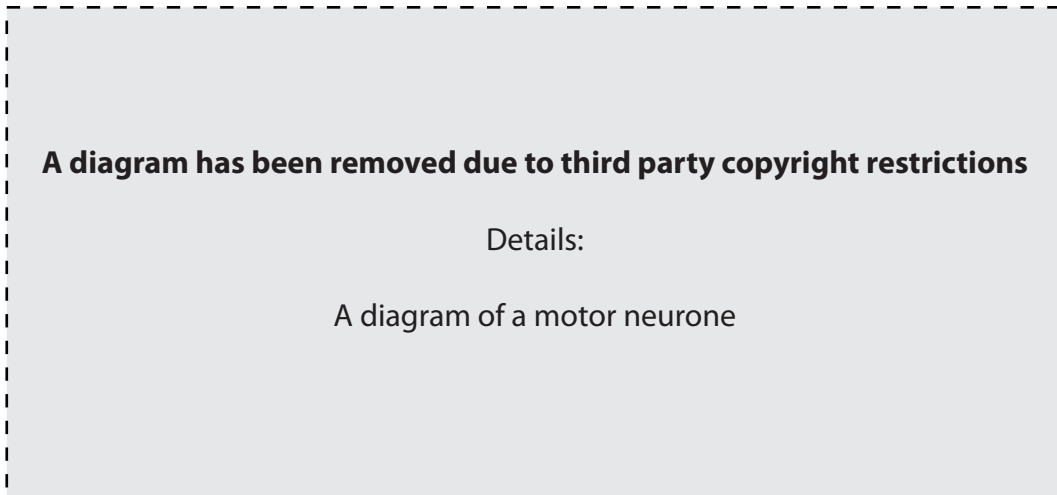 A diagram has been removed due to third party copyright restrictions
Details:
A diagram of a motor neurone